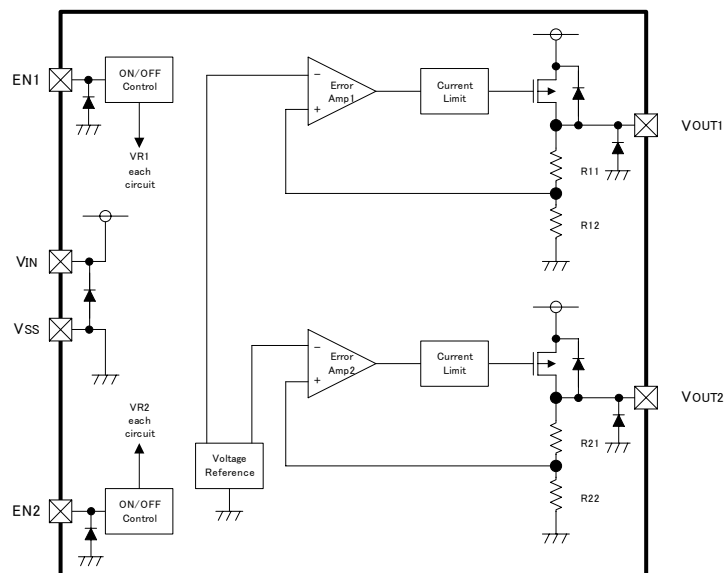 EN1
ON/OFF
Control
VR1
each
circuit
VIN
VSS
VR2
each
circuit
EN2
ON/OFF
Control
−
+
Error
Amp1
Current
Limit
R11
R12
VOUT1
−
+
Error
Amp2
Current
Limit
R21
R22
VOUT2
Voltage
Reference